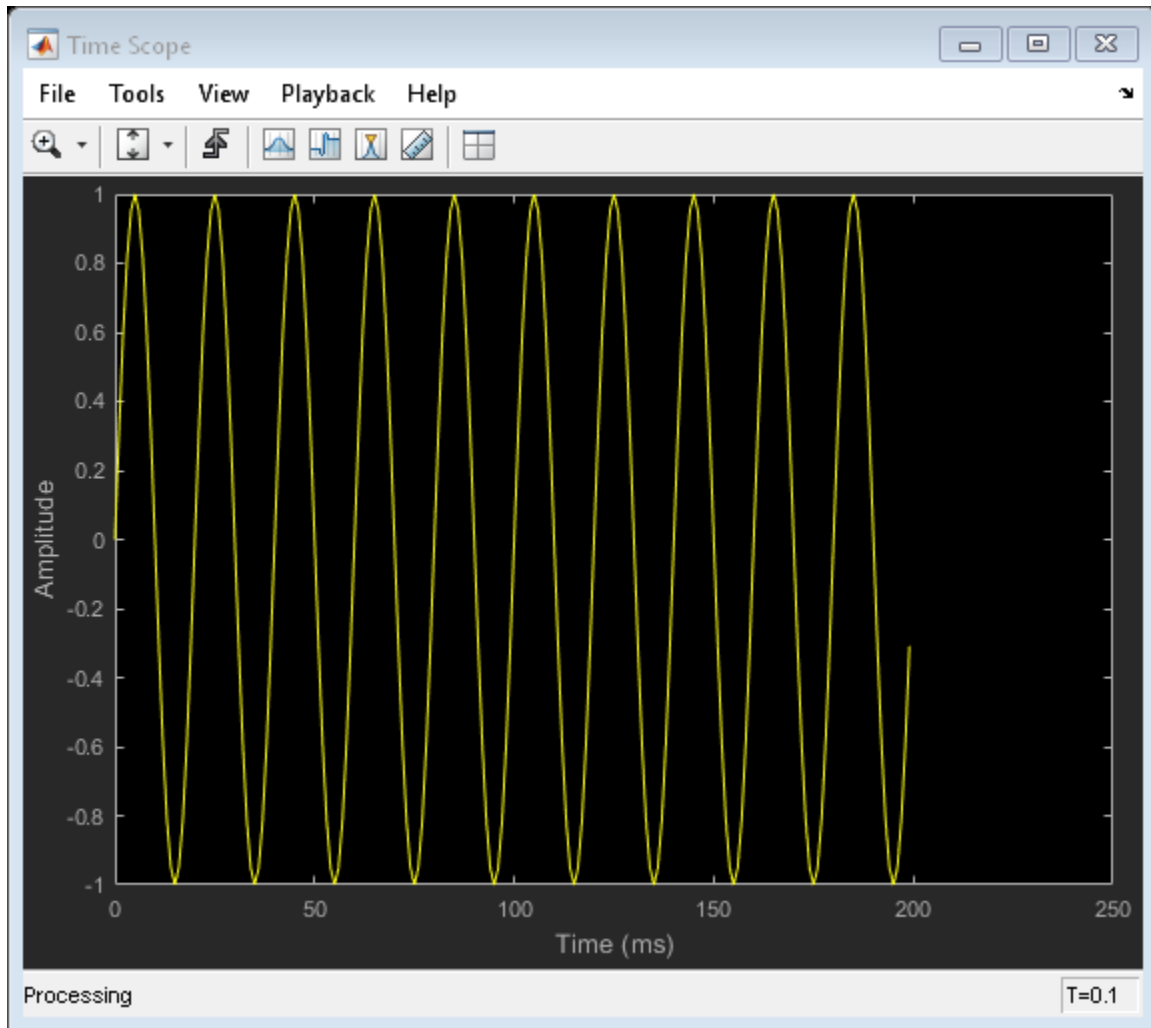 Time Scope
File Tools View Playback Help
1
0.8
0.6
0.4
0.2
0
-0.2
-0.4
-0.6
-0.8
-1
Amplitude
0 50 100 150 200 250
Time (ms)
Processing T=0.1